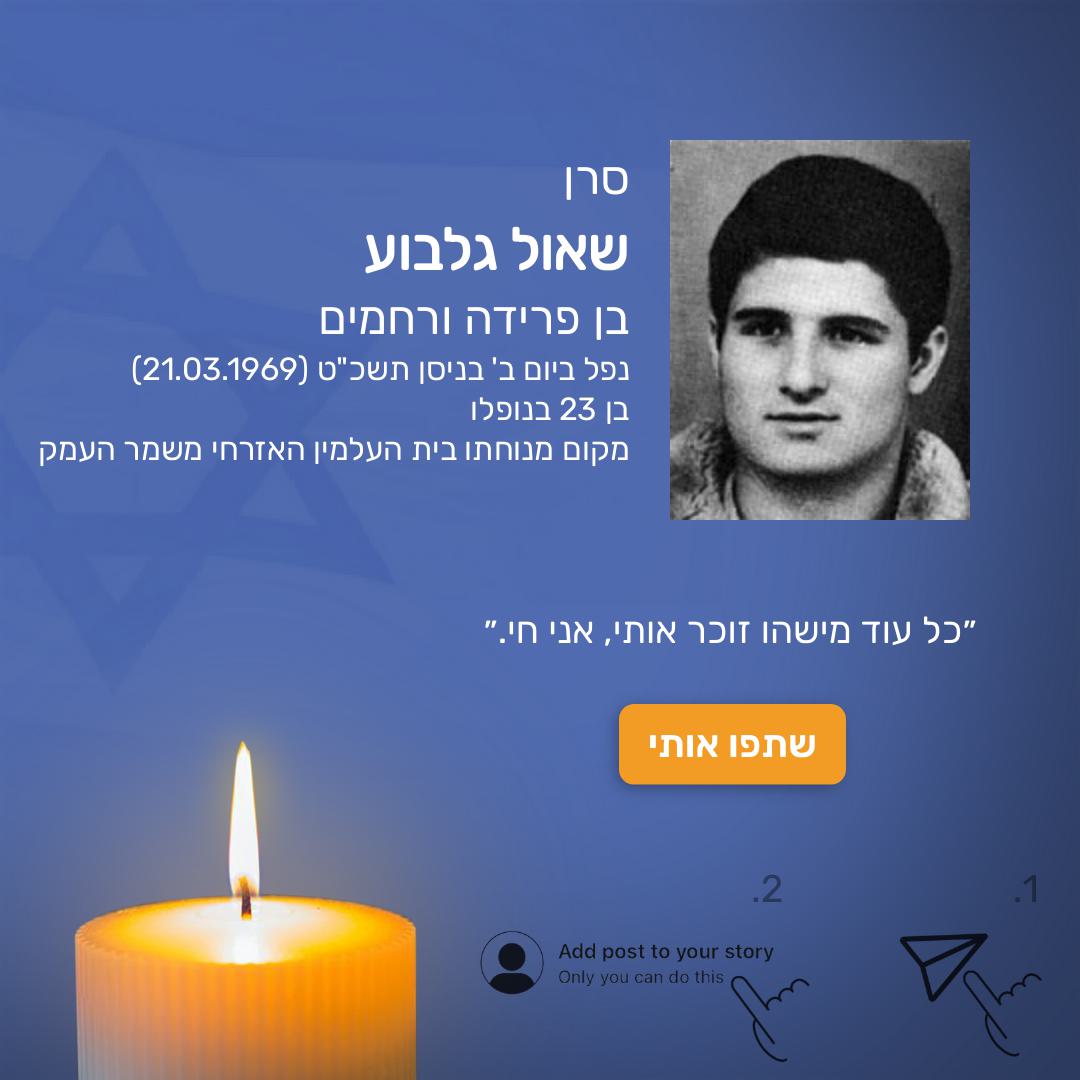 סרן
שאול גלבוע
בן פרידה ורחמים
נפל ביום ב' בניסן תשכ"ט (21.03.1969)
בן 23 בנופלו
מקום מנוחתו בית העלמין האזרחי משמר העמק
״כל עוד מישהו זוכר אותי, אני חי.״
שתפו אותי
1.
2.
Add post to your story
Only you can do this